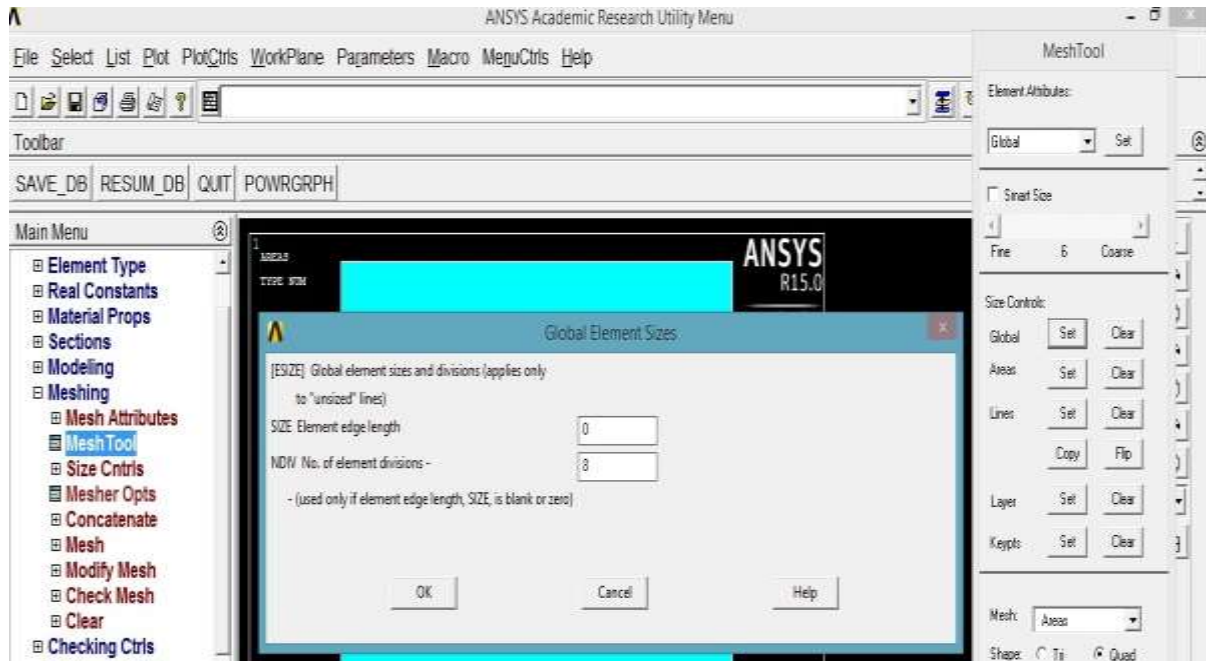 ANSYS Academic Research Utility Menu
File Select List Plot PlotCtrls WorkPlane Parameters Macro MenuCtrls Help
Toolbar
SAVE_DB RESUM_DB QUIT POWRGRPH
Main Menu
Element Type
Real Constants
Material Props
Sections
Modeling
Meshing
Mesh Attributes
MeshTool
Size Cntrls
Mesher Opts
Concatenate
Mesh
Modify Mesh
Check Mesh
Clear
Checking Ctrls
1
AREAS
TYPE NUM
ANSYS
R15.0
Global Element Sizes
[ESIZE] Global element sizes and divisions (applies only
to "unsized" lines)
SIZE Element edge length 0
NDIV No. of element divisions - 8
- (used only if element edge length, SIZE, is blank or zero)
OK Cancel Help
MeshTool
Element Attributes:
Global Set
Smart Size
Fine 6 Coarse
Size Controls:
Global Set Clear
Areas Set Clear
Lines Set Clear
Copy Flip
Layer Set Clear
Keypts Set Clear
Mesh: Areas
Shape: Tri Quad